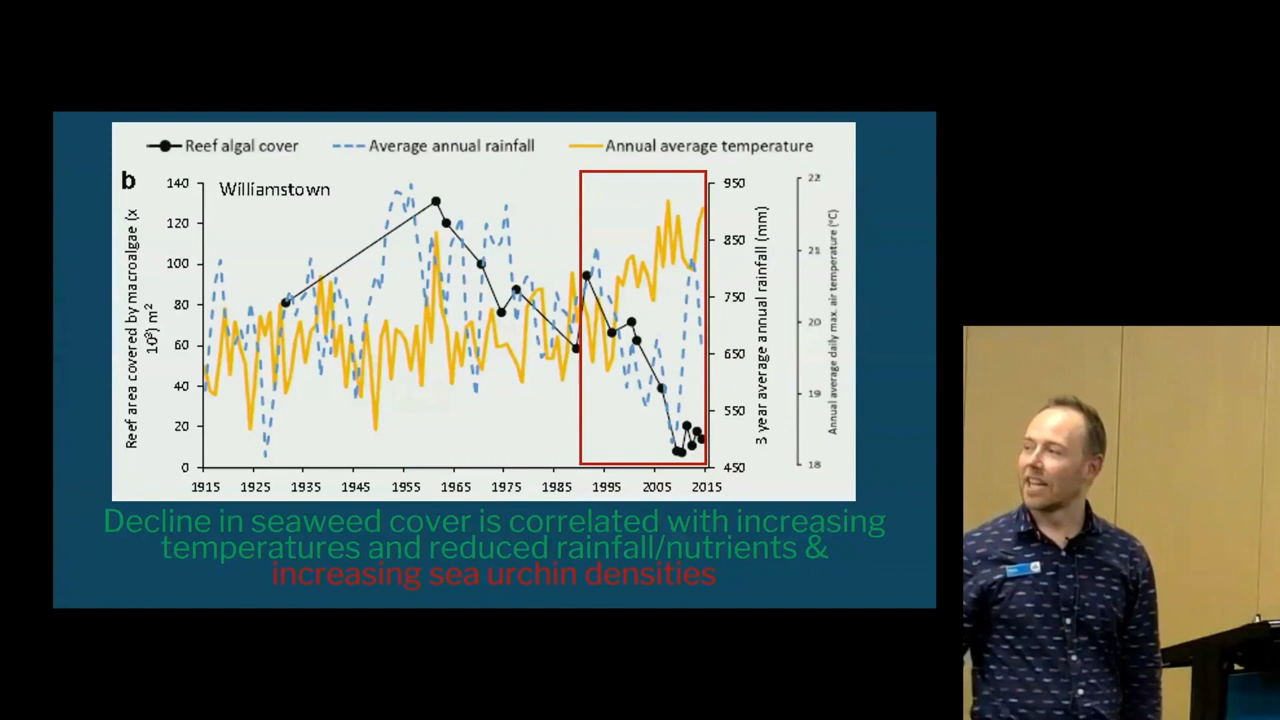 Reef algal cover
Average annual rainfall
Annual average temperature
b
Williamstown
140
120
100
80
60
40
20
0
Reef area covered by macroalgae (x
10³) m²
950
850
750
650
550
450
3 year average annual rainfall (mm)
22
21
20
19
18
Annual average daily max. air temperature (°C)
1915
1925
1935
1945
1955
1965
1975
1985
1995
2005
2015
Decline in seaweed cover is correlated with increasing
temperatures and reduced rainfall/nutrients &
increasing sea urchin densities